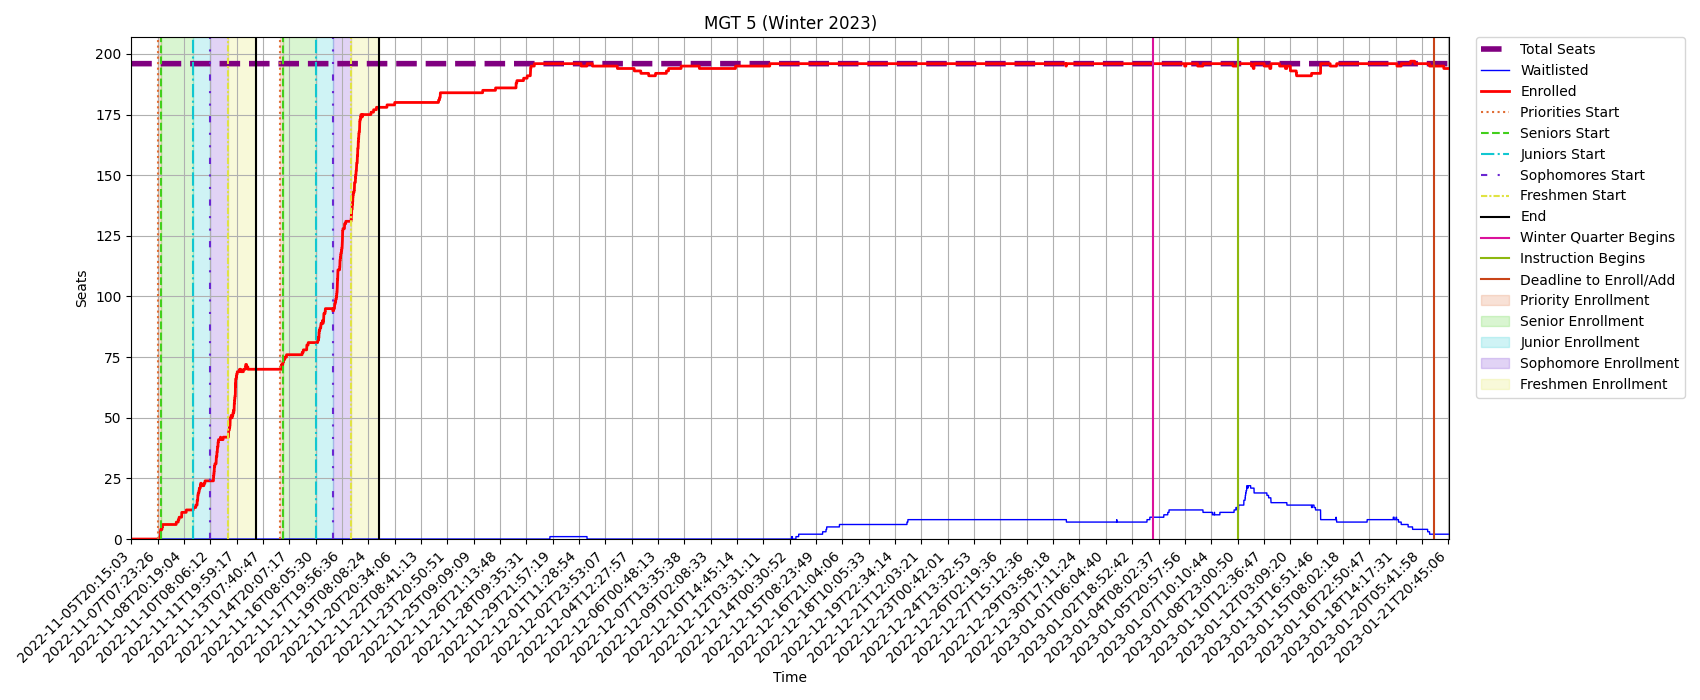 MGT 5 (Winter 2023)
Seats
200
175
150
125
100
75
50
25
0
2022-11-05T20:15:03
2022-11-07T07:23:26
2022-11-08T20:19:04
2022-11-10T08:06:12
2022-11-11T19:59:17
2022-11-13T07:40:47
2022-11-14T20:07:17
2022-11-16T08:05:30
2022-11-17T19:56:36
2022-11-19T08:08:24
2022-11-20T20:34:06
2022-11-22T08:41:13
2022-11-23T20:50:51
2022-11-25T09:09:09
2022-11-26T21:13:48
2022-11-28T09:35:31
2022-11-29T21:57:19
2022-12-01T11:28:54
2022-12-02T23:53:07
2022-12-04T12:27:57
2022-12-06T00:48:13
2022-12-07T13:35:38
2022-12-09T02:08:33
2022-12-10T14:45:14
2022-12-12T03:31:11
2022-12-14T00:30:52
2022-12-15T08:23:49
2022-12-16T21:04:06
2022-12-18T10:05:33
2022-12-19T22:34:14
2022-12-21T12:03:21
2022-12-23T00:42:01
2022-12-24T13:32:53
2022-12-26T02:19:36
2022-12-27T15:12:36
2022-12-29T03:58:18
2022-12-30T17:11:24
2023-01-01T06:04:40
2023-01-02T18:52:42
2023-01-04T08:02:37
2023-01-05T20:57:56
2023-01-07T10:10:44
2023-01-08T23:00:50
2023-01-10T12:36:47
2023-01-12T03:09:20
2023-01-13T16:51:46
2023-01-15T08:02:18
2023-01-16T22:50:47
2023-01-18T14:17:31
2023-01-20T05:41:58
2023-01-21T20:45:06
Time
Total Seats
Waitlisted
Enrolled
Priorities Start
Seniors Start
Juniors Start
Sophomores Start
Freshmen Start
End
Winter Quarter Begins
Instruction Begins
Deadline to Enroll/Add
Priority Enrollment
Senior Enrollment
Junior Enrollment
Sophomore Enrollment
Freshmen Enrollment